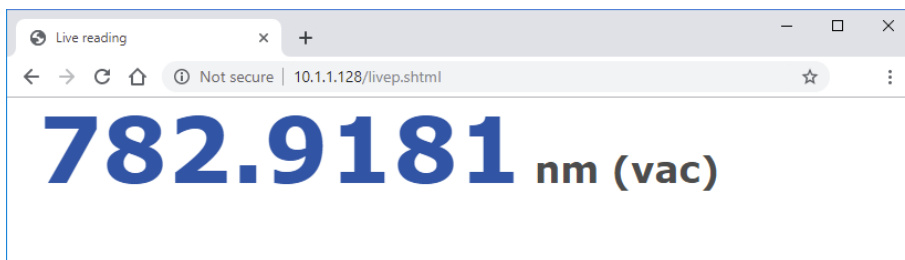 Live reading
Not secure | 10.1.1.128/livep.shtml
782.9181 nm (vac)